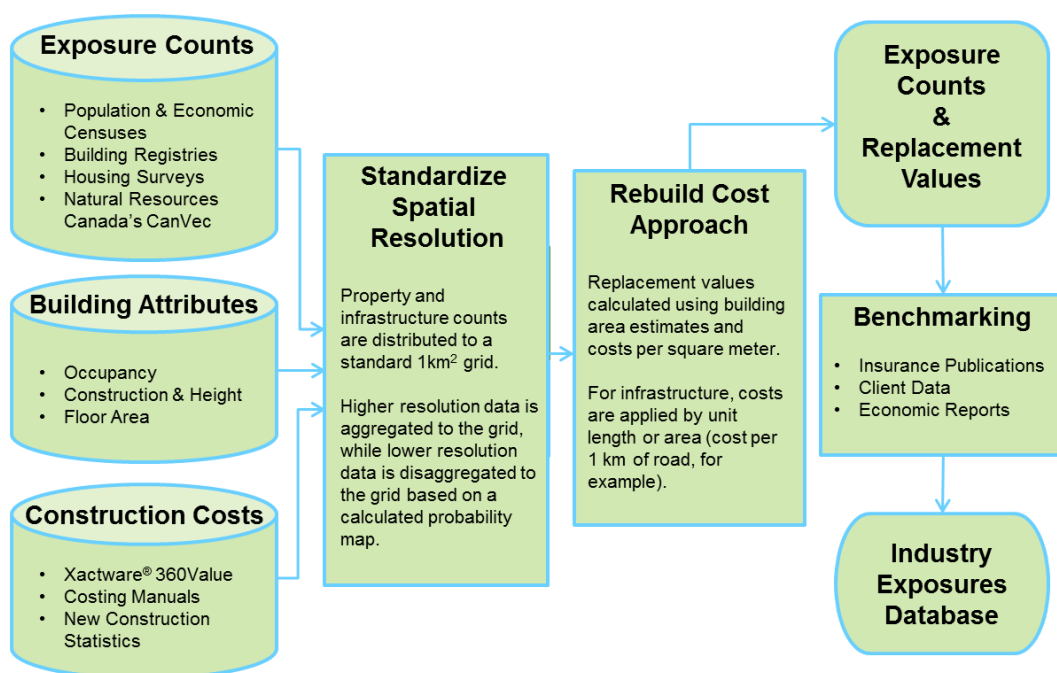 Exposure Counts
• Population & Economic
Censuses
• Building Registries
• Housing Surveys
• Natural Resources
Canada's CanVec
Building Attributes
• Occupancy
• Construction & Height
• Floor Area
Construction Costs
• Xactware® 360Value
• Costing Manuals
• New Construction
Statistics
Standardize
Spatial
Resolution
Property and
infrastructure counts
are distributed to a
standard 1km² grid.
Higher resolution data is
aggregated to the grid,
while lower resolution
data is disaggregated to
the grid based on a
calculated probability
map.
Rebuild Cost
Approach
Replacement values
calculated using building
area estimates and
costs per square meter.
For infrastructure, costs
are applied by unit
length or area (cost per
1 km of road, for
example).
Exposure
Counts
&
Replacement
Values
Benchmarking
• Insurance Publications
• Client Data
• Economic Reports
Industry
Exposures
Database